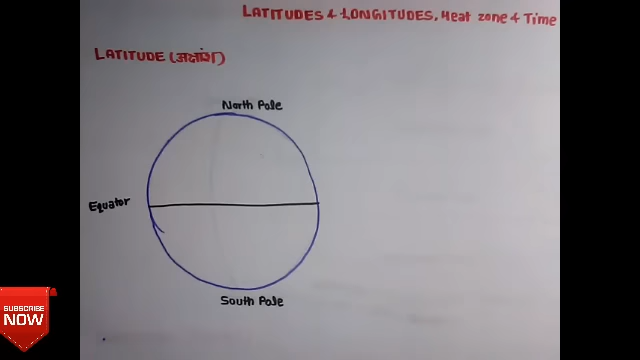 LATITUDES & LONGITUDES, Heat zone & Time
LATITUDE (अक्षांश)
North Pole
Equator
South Pole
SUBSCRIBE
NOW